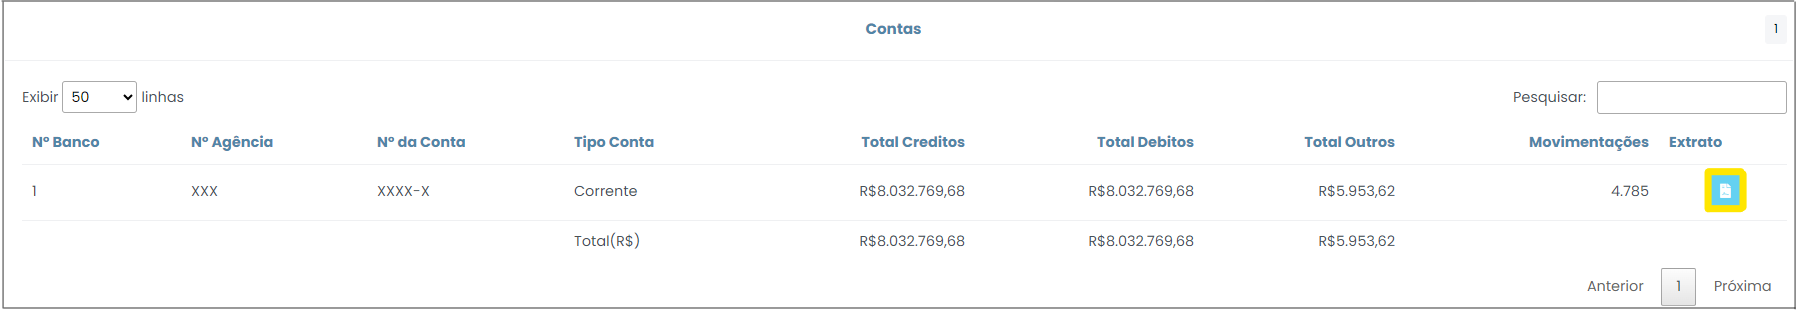 Contas 1
Exibir 50 linhas Pesquisar:
Nº Banco Nº Agência Nº da Conta Tipo Conta Total Creditos Total Debitos Total Outros Movimentações Extrato
1 XXX XXXX-X Corrente R$8.032.769,68 R$8.032.769,68 R$5.953,62 4.785
Total(R$) R$8.032.769,68 R$8.032.769,68 R$5.953,62
Anterior 1 Próxima